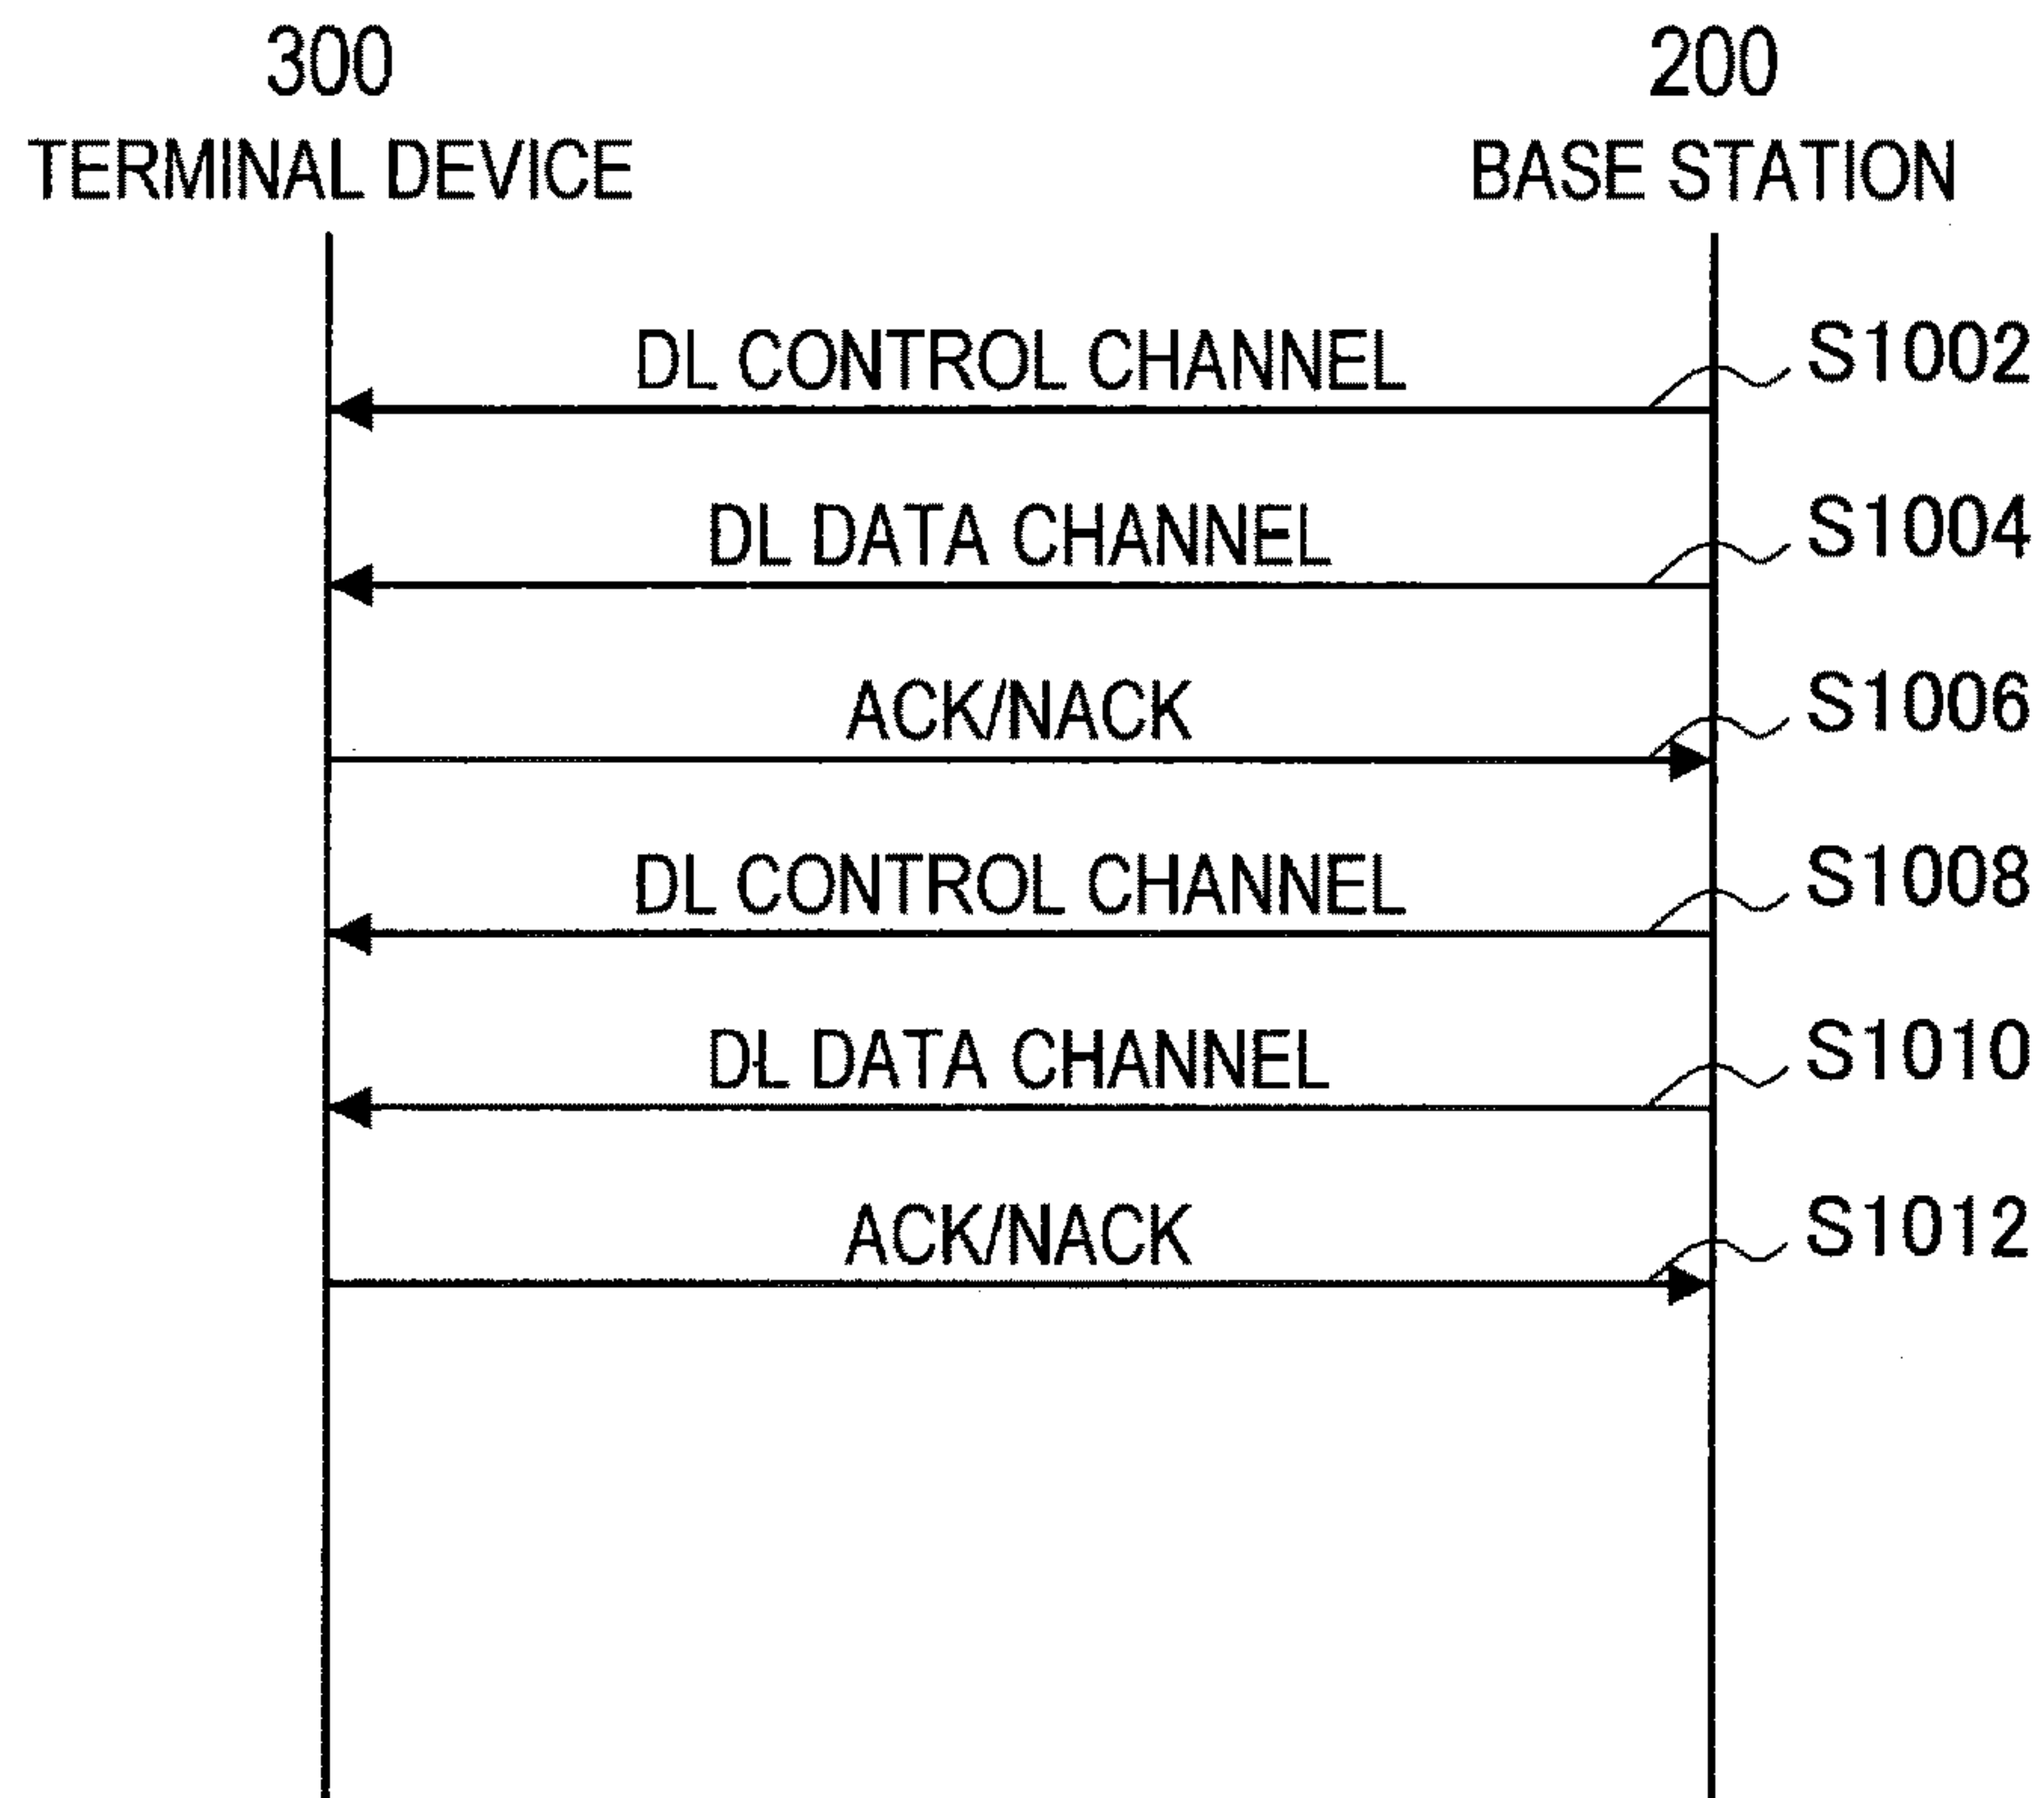 300
TERMINAL DEVICE
200
BASE STATION
DL CONTROL CHANNEL
S1002
DL DATA CHANNEL
S1004
ACK/NACK
S1006
DL CONTROL CHANNEL
S1008
DL DATA CHANNEL
S1010
ACK/NACK
S1012